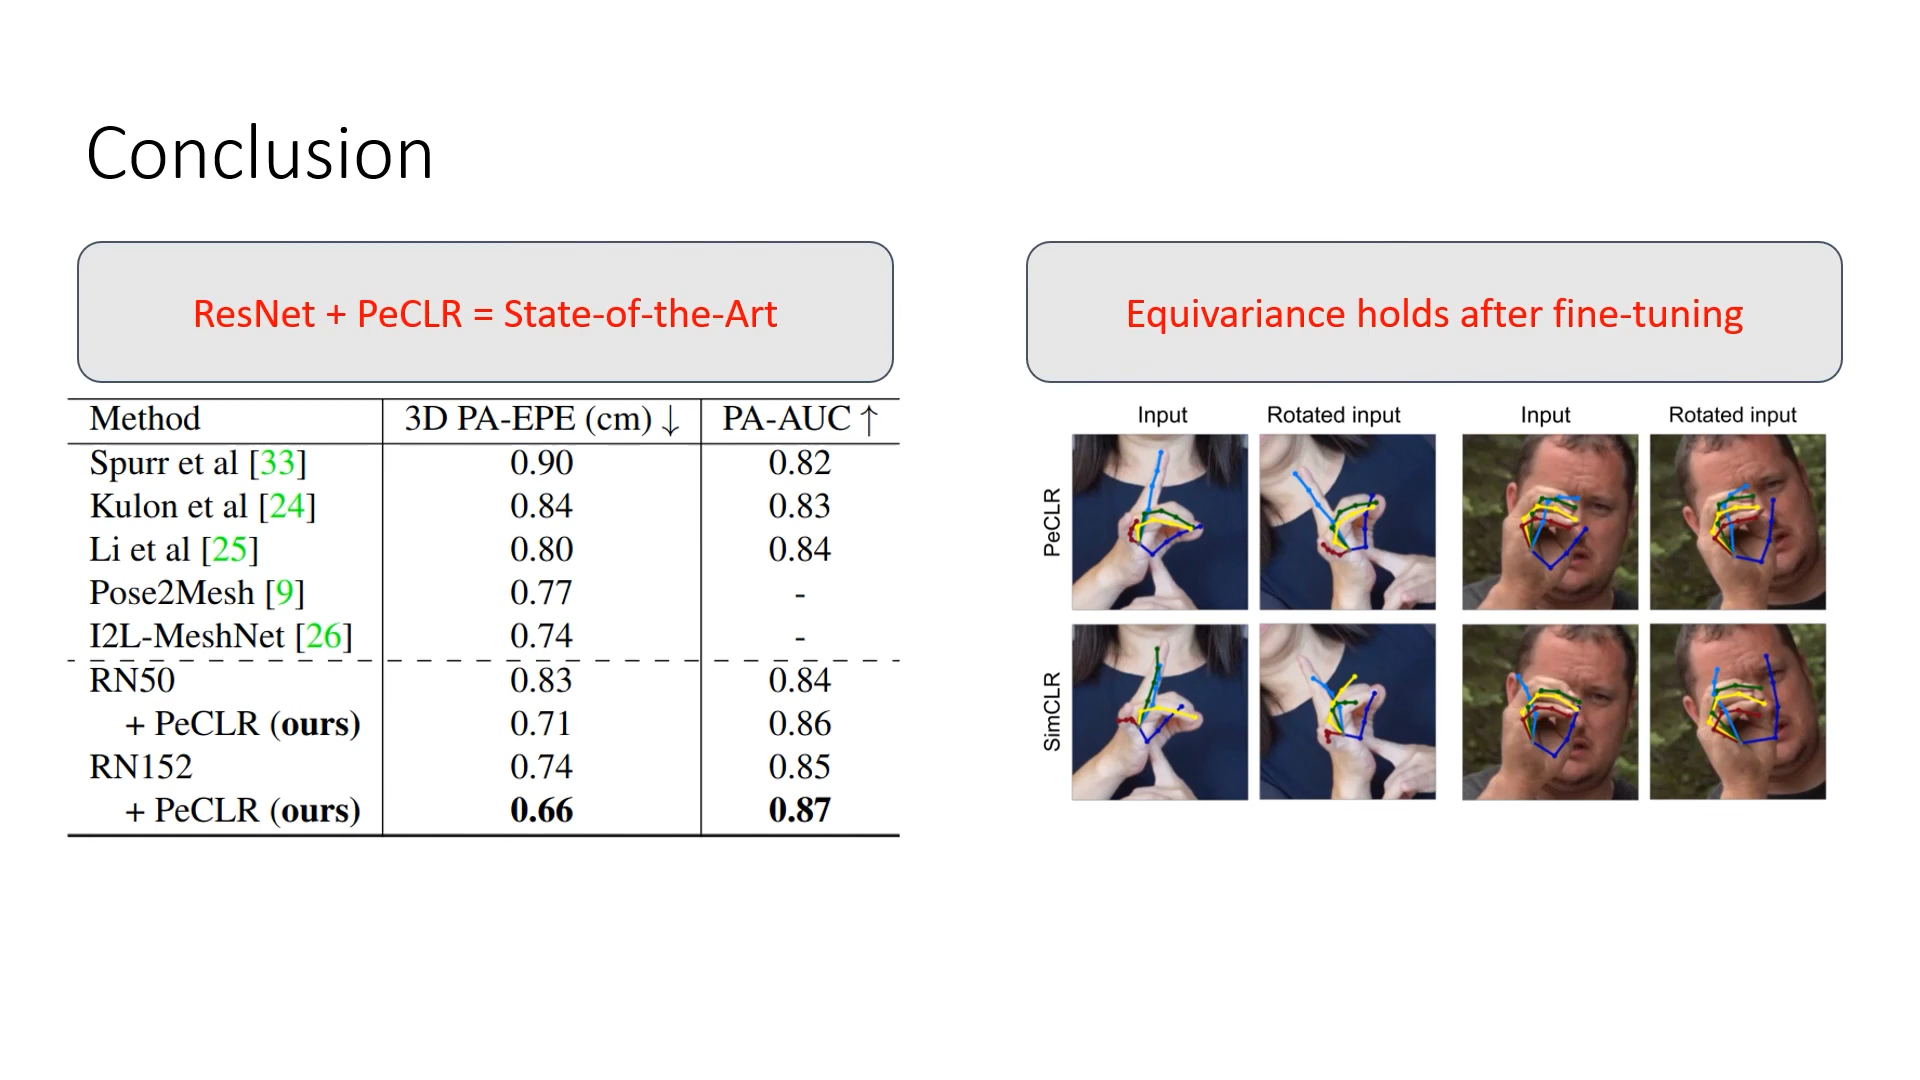 Conclusion
ResNet + PeCLR = State-of-the-Art
Method 3D PA-EPE (cm) ↓ PA-AUC ↑
Spurr et al [33] 0.90 0.82
Kulon et al [24] 0.84 0.83
Li et al [25] 0.80 0.84
Pose2Mesh [9] 0.77 -
I2L-MeshNet [26] 0.74 -
RN50 0.83 0.84
+ PeCLR (ours) 0.71 0.86
RN152 0.74 0.85
+ PeCLR (ours) 0.66 0.87
Equivariance holds after fine-tuning
Input Rotated input Input Rotated input
PeCLR
SimCLR